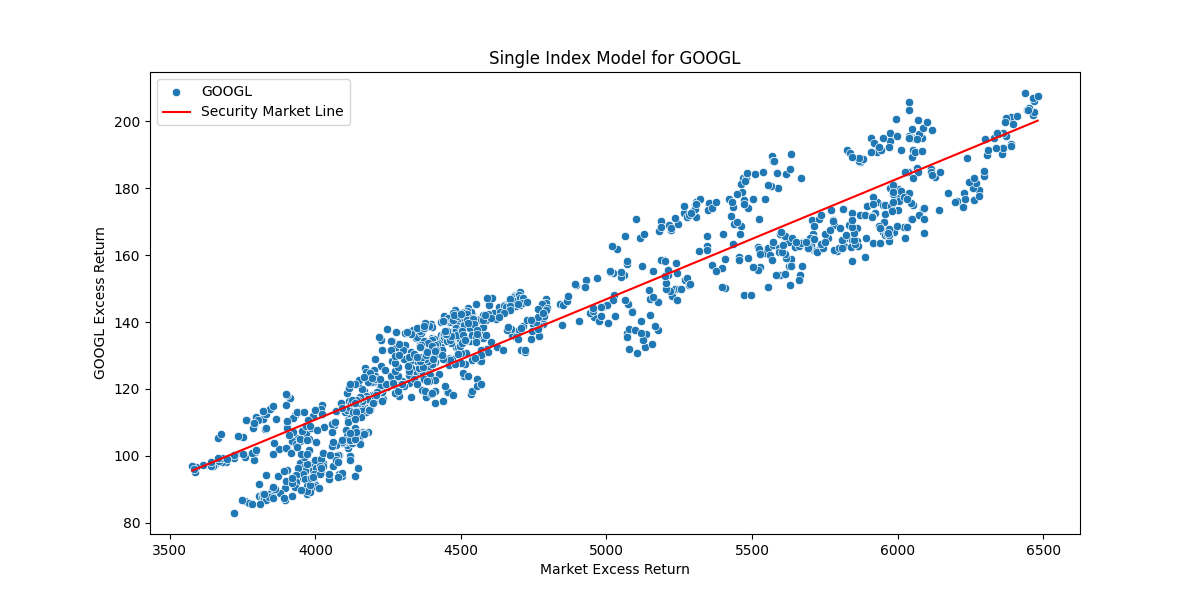 Single Index Model for GOOGL
GOOGL
Security Market Line
GOOGL Excess Return
200
180
160
140
120
100
80
3500 4000 4500 5000 5500 6000 6500
Market Excess Return